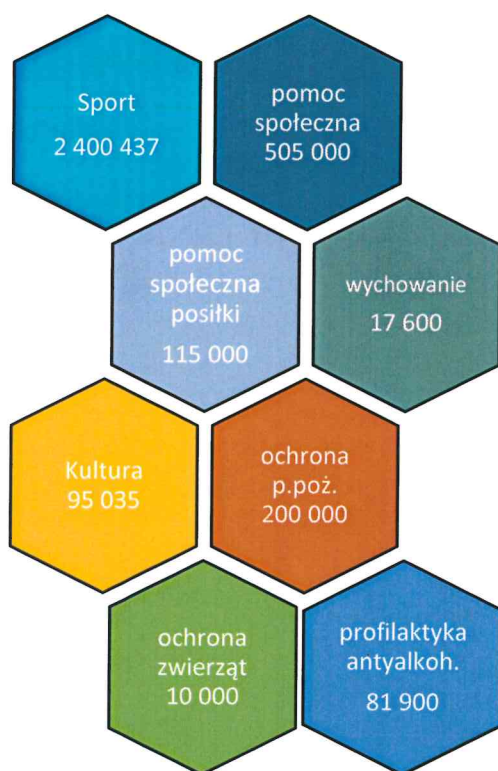 Sport
2 400 437
pomoc
społeczna
505 000
pomoc
społeczna
posiłki
115 000
wychowanie
17 600
Kultura
95 035
ochrona
p.poż.
200 000
ochrona
zwierząt
10 000
profilaktyka
antyalkoh.
81 900